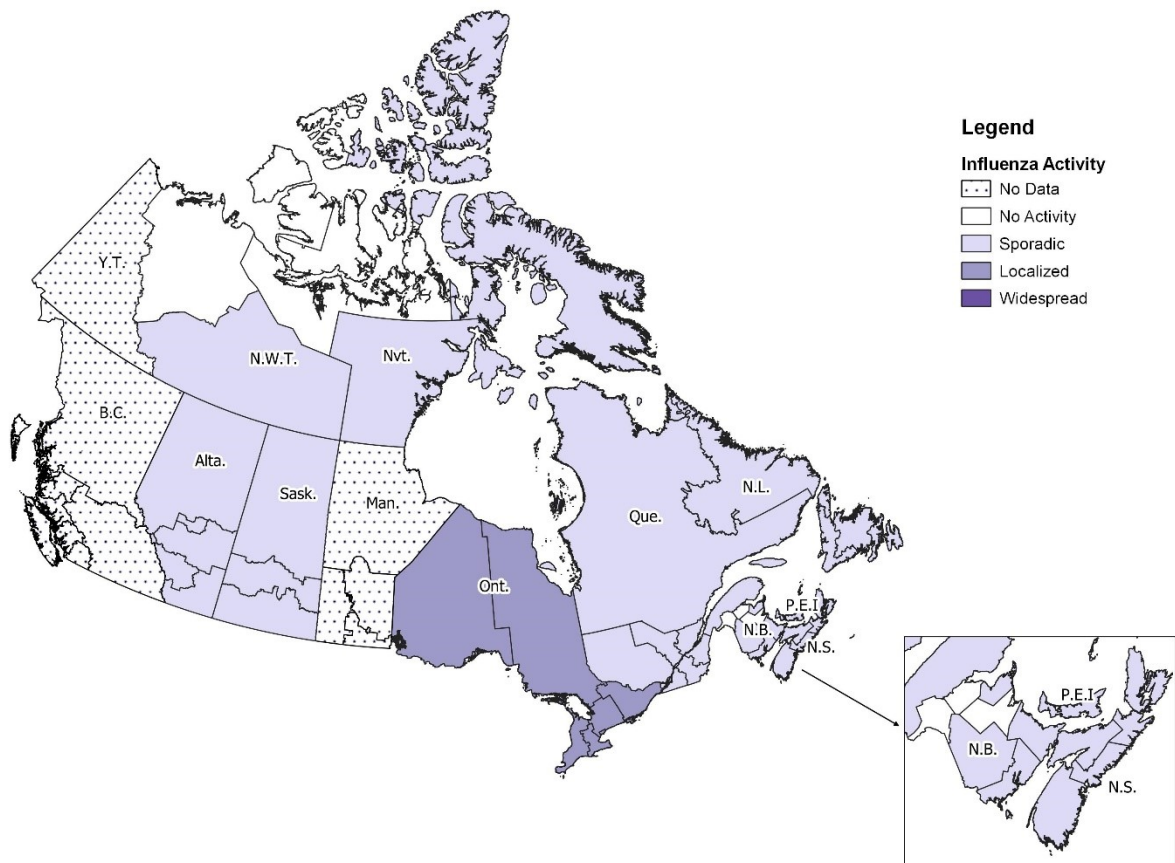 Legend
Influenza Activity
No Data
No Activity
Sporadic
Localized
Widespread
Y.T.
N.W.T.
Nvt.
B.C.
Alta.
Sask.
Man.
Ont.
Que.
N.L.
P.E.I
N.B.
N.S.
P.E.I
N.B.
N.S.